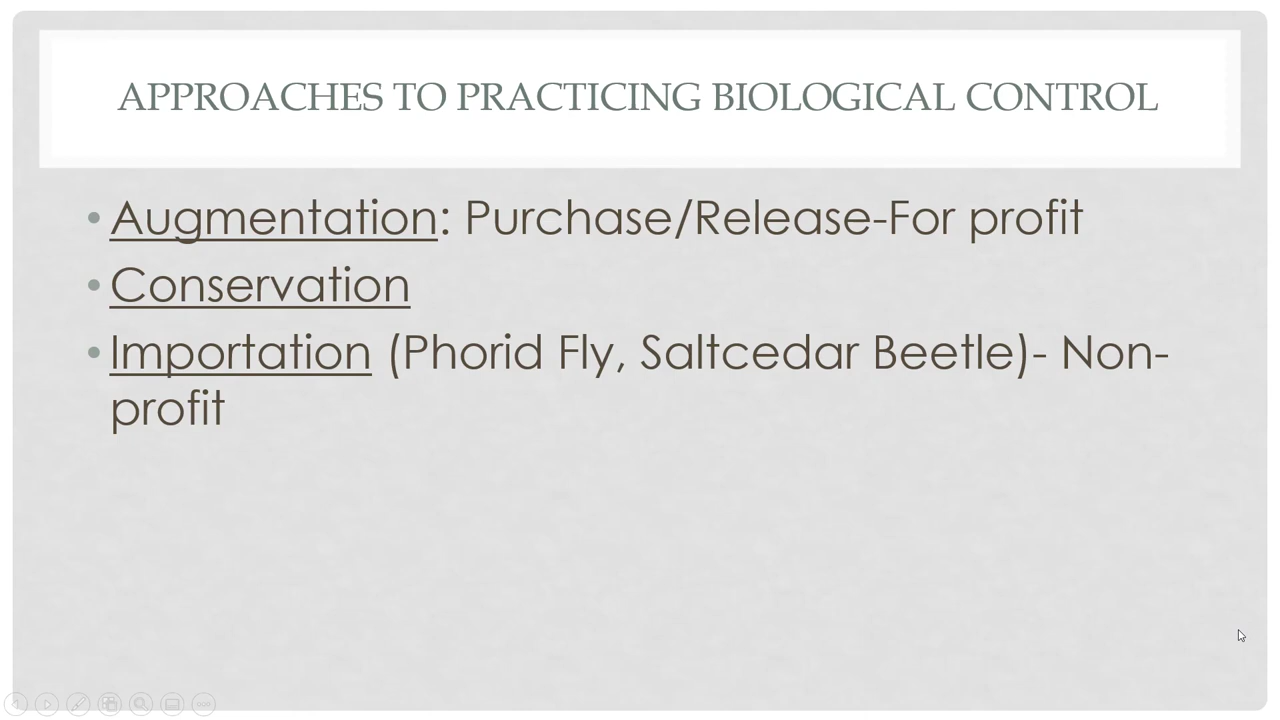 APPROACHES TO PRACTICING BIOLOGICAL CONTROL
• Augmentation: Purchase/Release-For profit
• Conservation
• Importation (Phorid Fly, Saltcedar Beetle)- Non-
profit